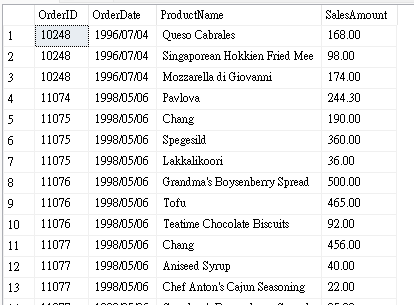 OrderID OrderDate ProductName SalesAmount
1 10248 1996/07/04 Queso Cabrales 168.00
2 10248 1996/07/04 Singaporean Hokkien Fried Mee 98.00
3 10248 1996/07/04 Mozzarella di Giovanni 174.00
4 11074 1998/05/06 Pavlova 244.30
5 11075 1998/05/06 Chang 190.00
6 11075 1998/05/06 Spegesild 360.00
7 11075 1998/05/06 Lakkalikoori 36.00
8 11076 1998/05/06 Grandma's Boysenberry Spread 500.00
9 11076 1998/05/06 Tofu 465.00
10 11076 1998/05/06 Teatime Chocolate Biscuits 92.00
11 11077 1998/05/06 Chang 456.00
12 11077 1998/05/06 Aniseed Syrup 40.00
13 11077 1998/05/06 Chef Anton's Cajun Seasoning 22.00